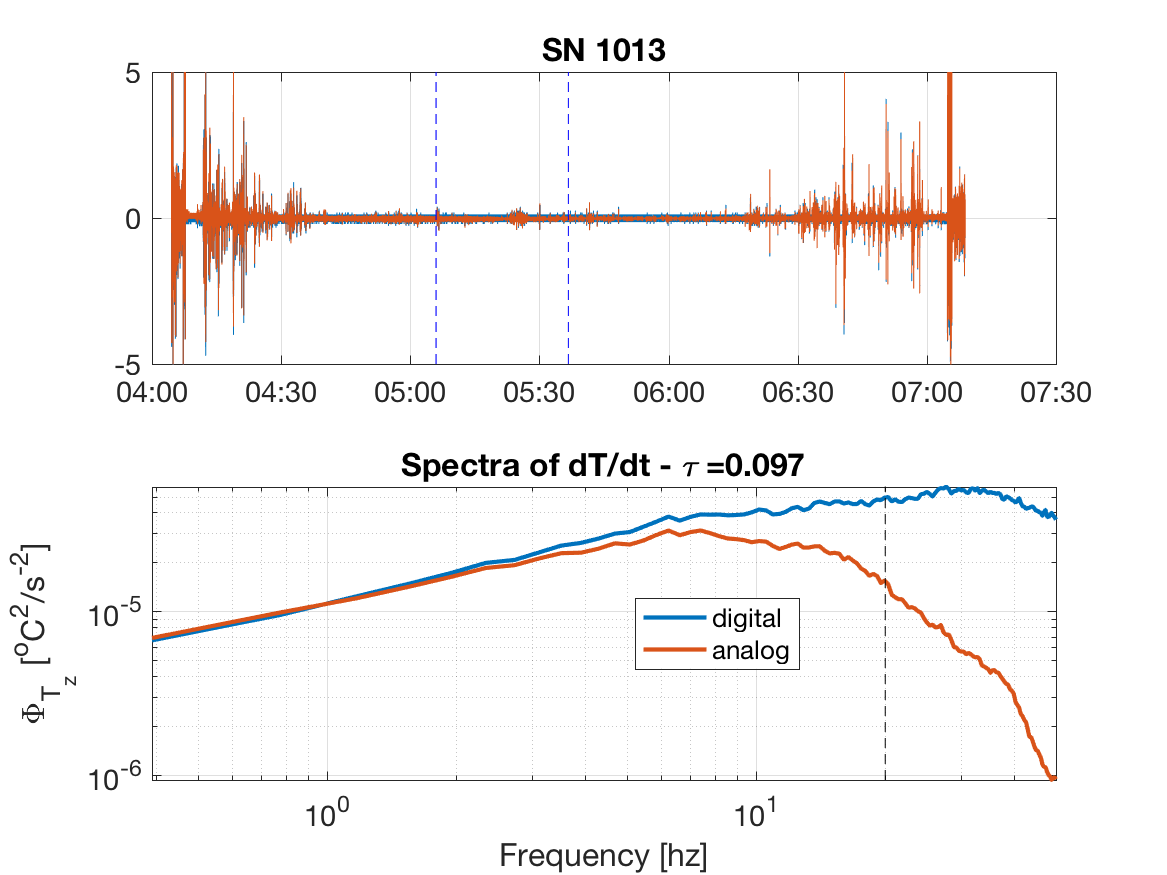 SN 1013
5
0
-5
04:00 04:30 05:00 05:30 06:00 06:30 07:00 07:30
Spectra of dT/dt - τ =0.097
Φ_{T_z} [°C²/s⁻²]
10⁻⁵
10⁻⁶
digital
analog
10⁰ 10¹
Frequency [hz]